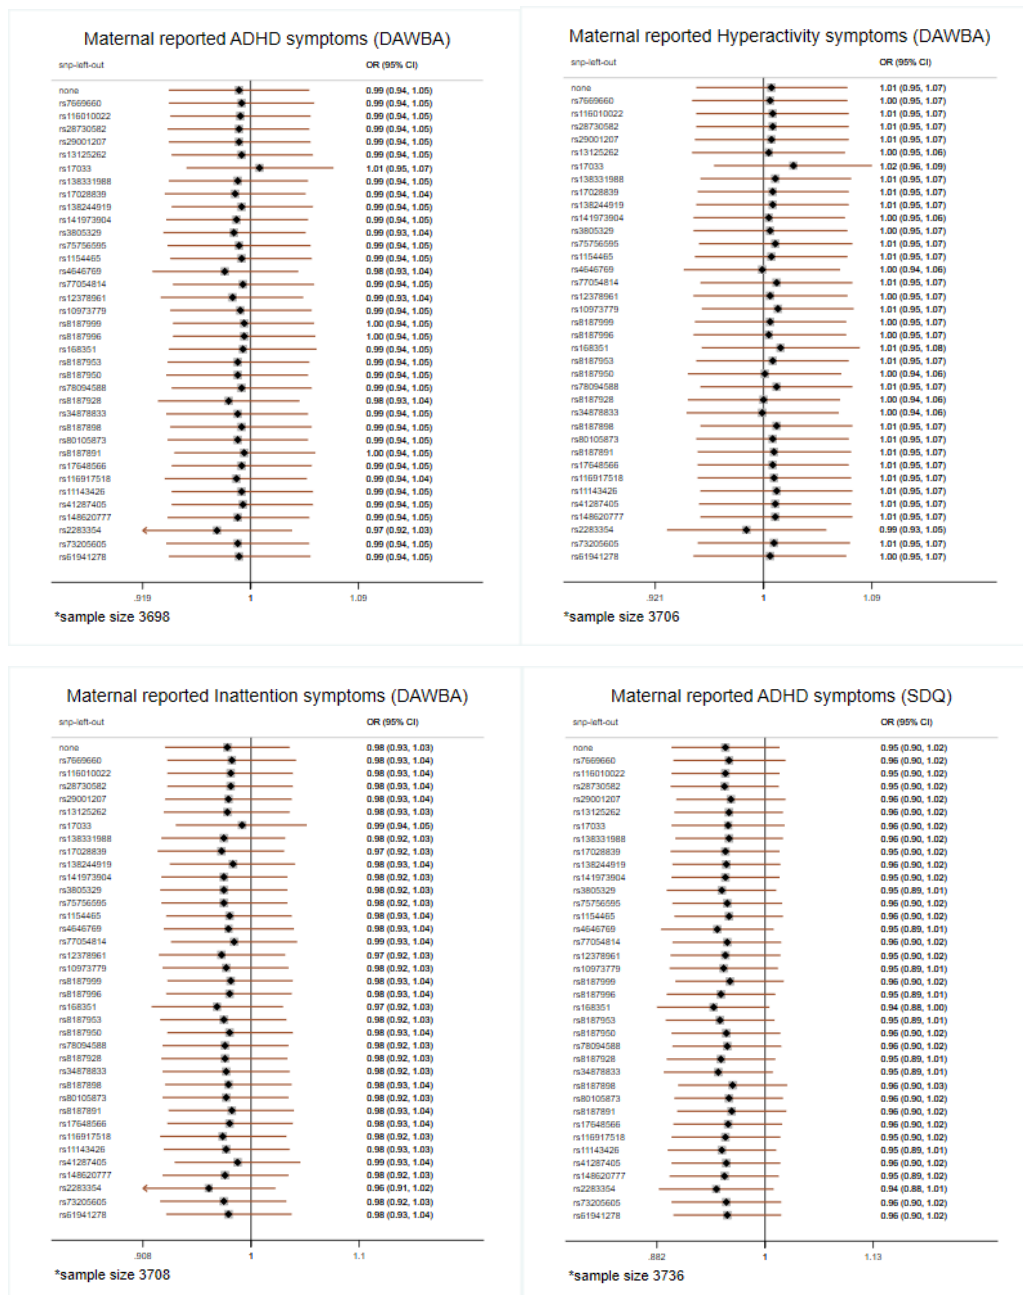 Maternal reported ADHD symptoms (DAWBA)
snp-left-out OR (95% CI)
none 0.99 (0.94, 1.05)
rs7669660 0.99 (0.94, 1.05)
rs116010022 0.99 (0.94, 1.05)
rs28730582 0.99 (0.94, 1.05)
rs29001207 0.99 (0.94, 1.05)
rs13125262 0.99 (0.94, 1.05)
rs17033 1.01 (0.95, 1.07)
rs138331988 0.99 (0.94, 1.05)
rs17028839 0.99 (0.94, 1.05)
rs138244919 0.99 (0.94, 1.05)
rs141973904 0.99 (0.94, 1.05)
rs3805329 0.99 (0.93, 1.04)
rs75756595 0.99 (0.94, 1.05)
rs1154465 0.99 (0.94, 1.05)
rs4646769 0.98 (0.93, 1.04)
rs77054814 0.99 (0.94, 1.05)
rs12378961 0.99 (0.93, 1.04)
rs10973779 0.99 (0.94, 1.05)
rs8187999 1.00 (0.94, 1.05)
rs8187996 1.00 (0.94, 1.05)
rs168351 0.99 (0.94, 1.05)
rs8187953 0.99 (0.94, 1.05)
rs8187950 0.99 (0.94, 1.05)
rs78094588 0.99 (0.94, 1.05)
rs8187928 0.98 (0.93, 1.04)
rs34878833 0.99 (0.94, 1.05)
rs8187898 0.99 (0.94, 1.05)
rs80105873 0.99 (0.94, 1.05)
rs8187891 1.00 (0.94, 1.05)
rs17648566 0.99 (0.94, 1.05)
rs116917518 0.99 (0.94, 1.04)
rs11143426 0.99 (0.94, 1.05)
rs41287405 0.99 (0.94, 1.05)
rs148620777 0.99 (0.94, 1.05)
rs2283354 0.97 (0.92, 1.03)
rs73205605 0.99 (0.94, 1.05)
rs61941278 0.99 (0.94, 1.05)
.919 1 1.09
*sample size 3698
Maternal reported Hyperactivity symptoms (DAWBA)
snp-left-out OR (95% CI)
none 1.01 (0.95, 1.07)
rs7669660 1.00 (0.95, 1.07)
rs116010022 1.01 (0.95, 1.07)
rs28730582 1.01 (0.95, 1.07)
rs29001207 1.01 (0.95, 1.07)
rs13125262 1.00 (0.95, 1.06)
rs17033 1.02 (0.96, 1.09)
rs138331988 1.01 (0.95, 1.07)
rs17028839 1.01 (0.95, 1.07)
rs138244919 1.01 (0.95, 1.07)
rs141973904 1.00 (0.95, 1.06)
rs3805329 1.00 (0.95, 1.07)
rs75756595 1.01 (0.95, 1.07)
rs1154465 1.01 (0.95, 1.07)
rs4646769 1.00 (0.94, 1.06)
rs77054814 1.01 (0.95, 1.07)
rs12378961 1.00 (0.95, 1.07)
rs10973779 1.01 (0.95, 1.07)
rs8187999 1.00 (0.95, 1.07)
rs8187996 1.00 (0.95, 1.07)
rs168351 1.01 (0.95, 1.08)
rs8187953 1.01 (0.95, 1.07)
rs8187950 1.00 (0.94, 1.06)
rs78094588 1.01 (0.95, 1.07)
rs8187928 1.00 (0.94, 1.06)
rs34878833 1.00 (0.94, 1.06)
rs8187898 1.01 (0.95, 1.07)
rs80105873 1.01 (0.95, 1.07)
rs8187891 1.01 (0.95, 1.07)
rs17648566 1.01 (0.95, 1.07)
rs116917518 1.01 (0.95, 1.07)
rs11143426 1.01 (0.95, 1.07)
rs41287405 1.01 (0.95, 1.07)
rs148620777 1.01 (0.95, 1.07)
rs2283354 0.99 (0.93, 1.05)
rs73205605 1.01 (0.95, 1.07)
rs61941278 1.00 (0.95, 1.07)
.921 1 1.09
*sample size 3706
Maternal reported Inattention symptoms (DAWBA)
snp-left-out OR (95% CI)
none 0.98 (0.93, 1.03)
rs7669660 0.98 (0.93, 1.04)
rs116010022 0.98 (0.93, 1.04)
rs28730582 0.98 (0.93, 1.04)
rs29001207 0.98 (0.93, 1.04)
rs13125262 0.98 (0.93, 1.03)
rs17033 0.99 (0.94, 1.05)
rs138331988 0.98 (0.92, 1.03)
rs17028839 0.97 (0.92, 1.03)
rs138244919 0.98 (0.93, 1.04)
rs141973904 0.98 (0.92, 1.03)
rs3805329 0.98 (0.92, 1.03)
rs75756595 0.98 (0.92, 1.03)
rs1154465 0.98 (0.93, 1.04)
rs4646769 0.98 (0.93, 1.04)
rs77054814 0.99 (0.93, 1.04)
rs12378961 0.97 (0.92, 1.03)
rs10973779 0.98 (0.92, 1.03)
rs8187999 0.98 (0.93, 1.04)
rs8187996 0.98 (0.93, 1.04)
rs168351 0.97 (0.92, 1.03)
rs8187953 0.98 (0.92, 1.03)
rs8187950 0.98 (0.93, 1.04)
rs78094588 0.98 (0.92, 1.03)
rs8187928 0.98 (0.92, 1.03)
rs34878833 0.98 (0.92, 1.03)
rs8187898 0.98 (0.93, 1.04)
rs80105873 0.98 (0.92, 1.03)
rs8187891 0.98 (0.93, 1.04)
rs17648566 0.98 (0.93, 1.04)
rs116917518 0.98 (0.92, 1.03)
rs11143426 0.98 (0.93, 1.03)
rs41287405 0.99 (0.93, 1.04)
rs148620777 0.98 (0.92, 1.03)
rs2283354 0.96 (0.91, 1.02)
rs73205605 0.98 (0.92, 1.03)
rs61941278 0.98 (0.93, 1.04)
.908 1 1.1
*sample size 3708
Maternal reported ADHD symptoms (SDQ)
snp-left-out OR (95% CI)
none 0.95 (0.90, 1.02)
rs7669660 0.96 (0.90, 1.02)
rs116010022 0.95 (0.90, 1.02)
rs28730582 0.95 (0.90, 1.02)
rs29001207 0.96 (0.90, 1.02)
rs13125262 0.96 (0.90, 1.02)
rs17033 0.96 (0.90, 1.02)
rs138331988 0.96 (0.90, 1.02)
rs17028839 0.95 (0.90, 1.02)
rs138244919 0.96 (0.90, 1.02)
rs141973904 0.95 (0.90, 1.02)
rs3805329 0.95 (0.89, 1.01)
rs75756595 0.96 (0.90, 1.02)
rs1154465 0.96 (0.90, 1.02)
rs4646769 0.95 (0.89, 1.01)
rs77054814 0.96 (0.90, 1.02)
rs12378961 0.95 (0.90, 1.02)
rs10973779 0.95 (0.89, 1.01)
rs8187999 0.96 (0.90, 1.02)
rs8187996 0.95 (0.89, 1.01)
rs168351 0.94 (0.88, 1.00)
rs8187953 0.95 (0.89, 1.01)
rs8187950 0.96 (0.90, 1.02)
rs78094588 0.96 (0.90, 1.02)
rs8187928 0.95 (0.89, 1.01)
rs34878833 0.95 (0.89, 1.01)
rs8187898 0.96 (0.90, 1.03)
rs80105873 0.96 (0.90, 1.02)
rs8187891 0.96 (0.90, 1.02)
rs17648566 0.96 (0.90, 1.02)
rs116917518 0.95 (0.90, 1.02)
rs11143426 0.95 (0.89, 1.01)
rs41287405 0.96 (0.90, 1.02)
rs148620777 0.95 (0.89, 1.02)
rs2283354 0.94 (0.88, 1.01)
rs73205605 0.96 (0.90, 1.02)
rs61941278 0.96 (0.90, 1.02)
.882 1 1.13
*sample size 3736